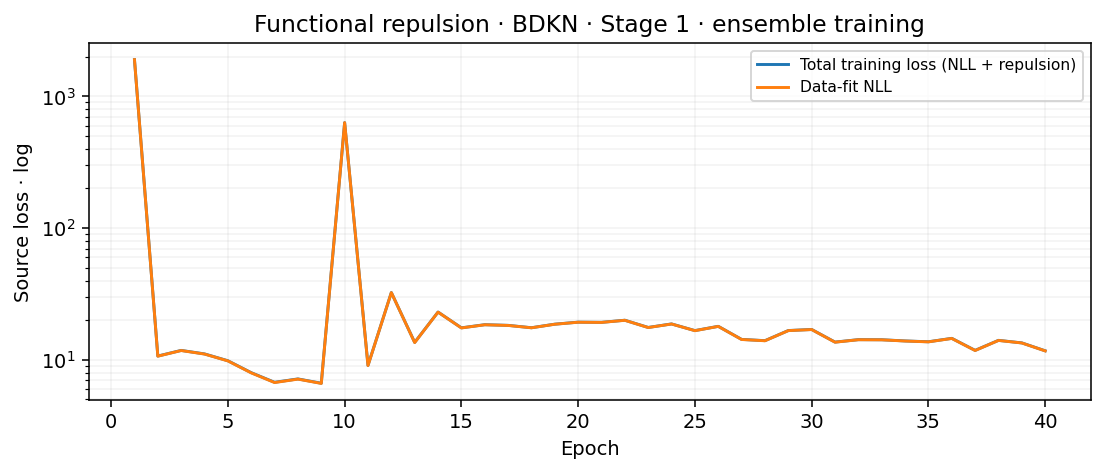 Functional repulsion · BDKN · Stage 1 · ensemble training
Total training loss (NLL + repulsion)
Data-fit NLL
Source loss · log
10³
10²
10¹
0 5 10 15 20 25 30 35 40
Epoch